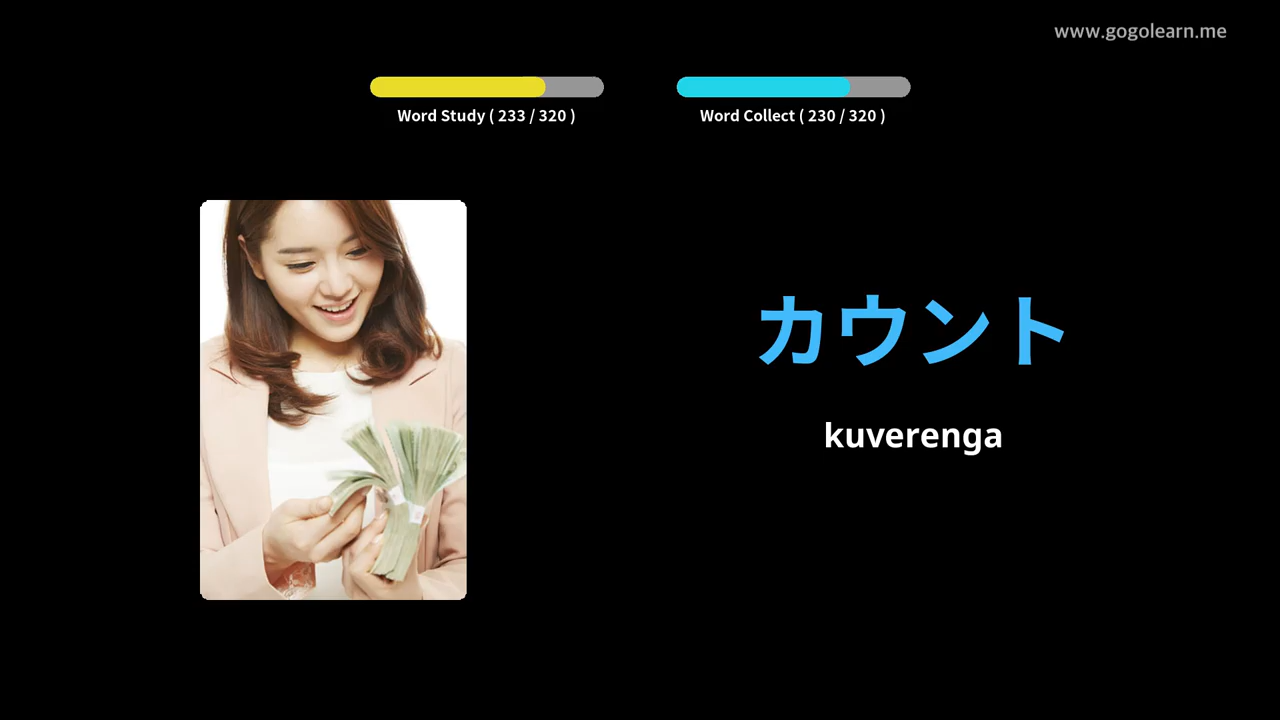 www.gogolearn.me
Word Study ( 233 / 320 )
Word Collect ( 230 / 320 )
カウント
kuverenga